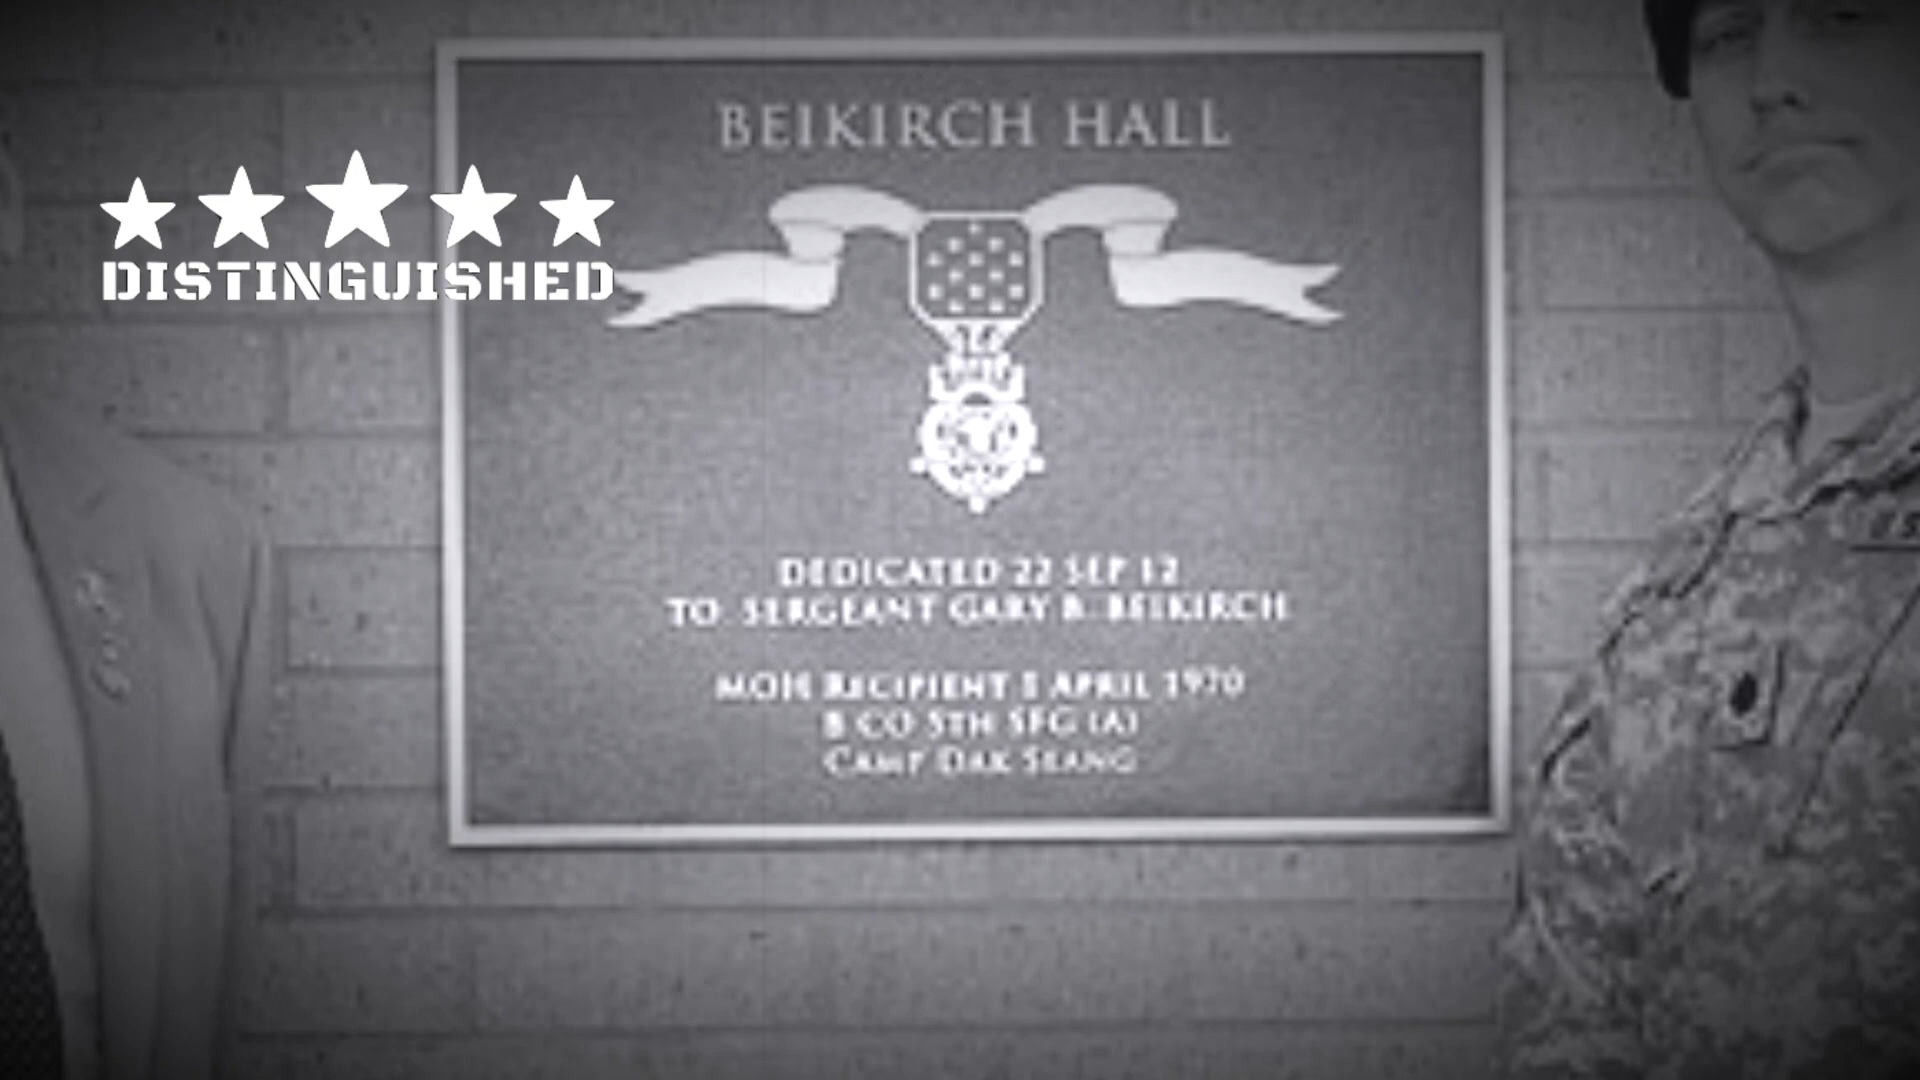 BEIKIRCH HALL
DISTINGUISHED
DEDICATED 22 SEP 12
TO SERGEANT GARY B. BEIKIRCH
MOH RECIPIENT 1 APRIL 1970
B CO 5TH SFG (A)
CAMP DAK SEANG